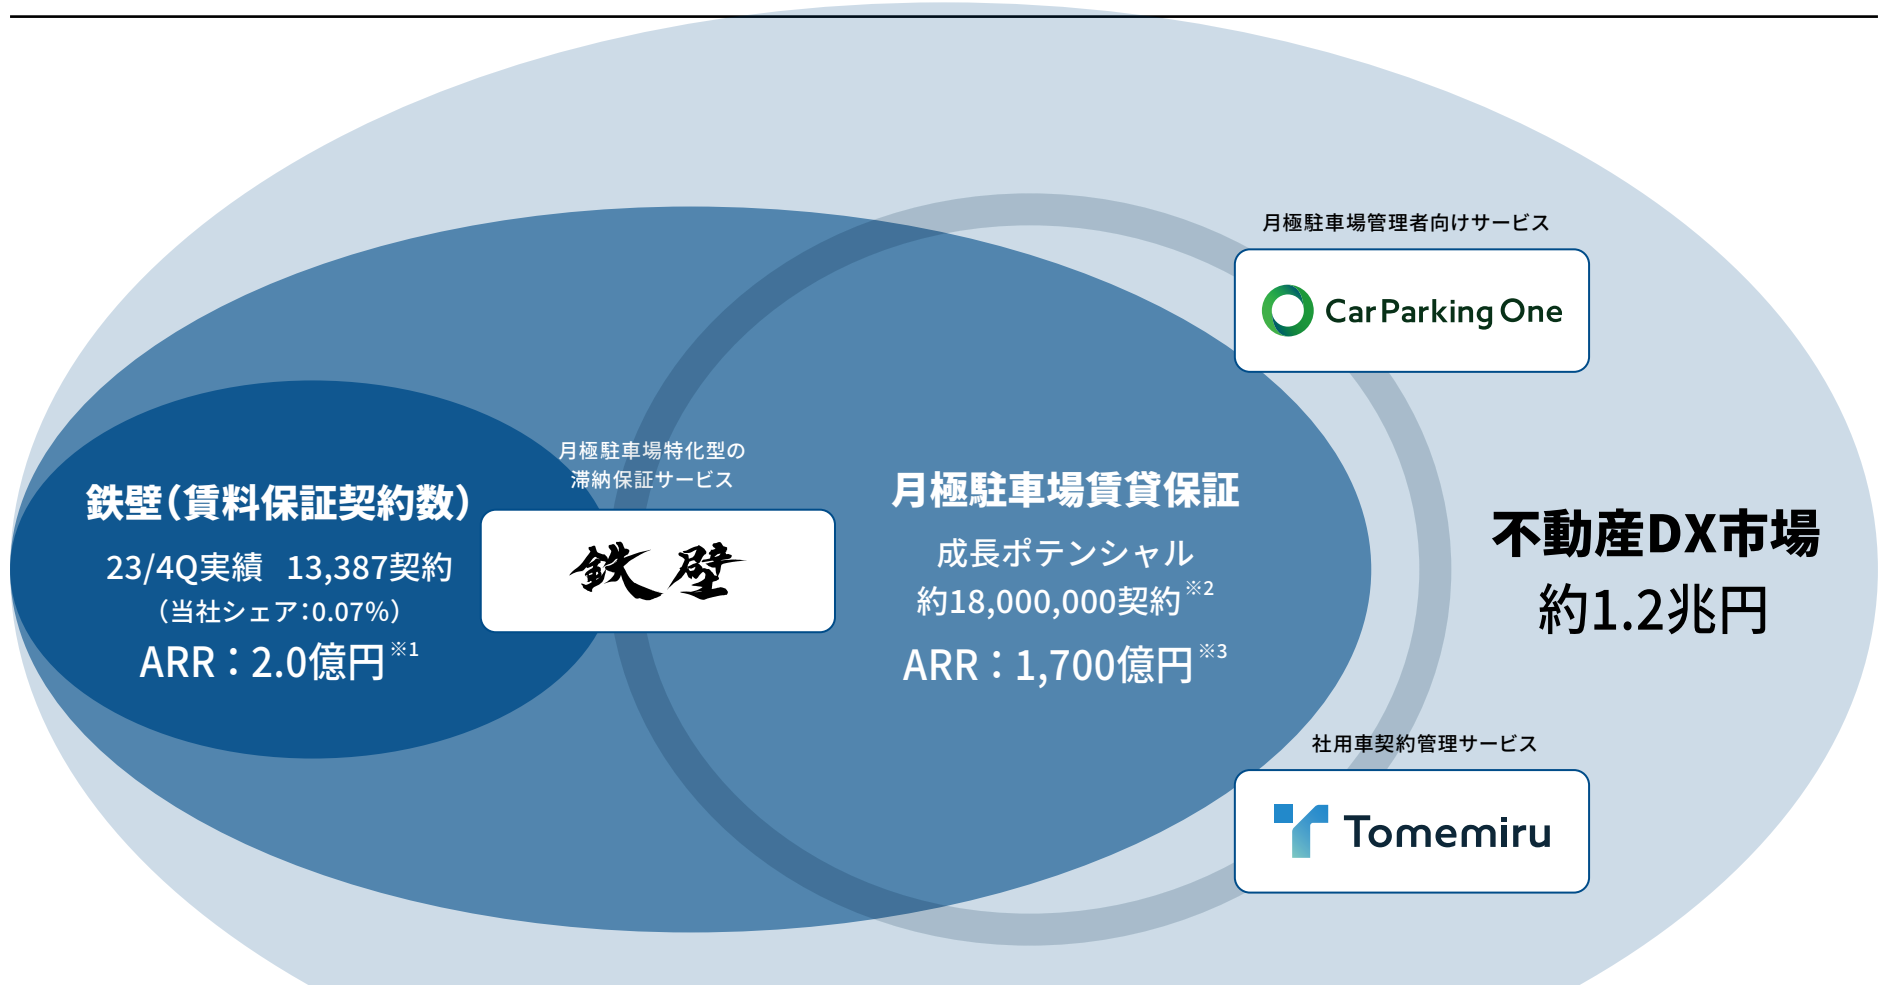 月極駐車場管理者向けサービス
CarParking One
月極駐車場特化型の
滞納保証サービス
鉄壁
鉄壁（賃料保証契約数）
23/4Q実績 13,387契約
（当社シェア：0.07%）
ARR：2.0億円※1
月極駐車場賃貸保証
成長ポテンシャル
約18,000,000契約※2
ARR：1,700億円※3
不動産DX市場
約1.2兆円
社用車契約管理サービス
Tomemiru